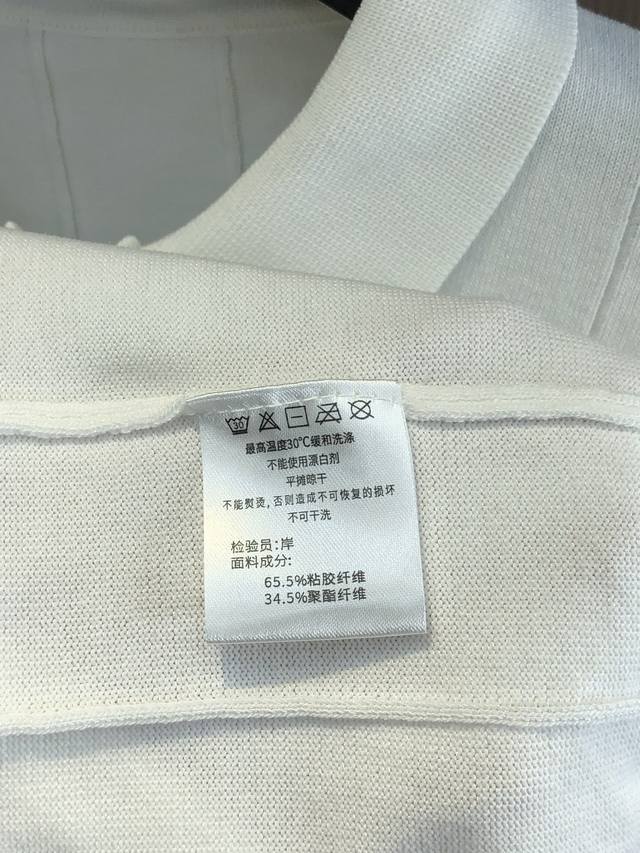 30
最高温度30℃缓和洗涤
不能使用漂白剂
平摊晾干
不能熨烫,否则造成不可恢复的损坏
不可干洗
检验员:岸
面料成分:
65.5%粘胶纤维
34.5%聚酯纤维